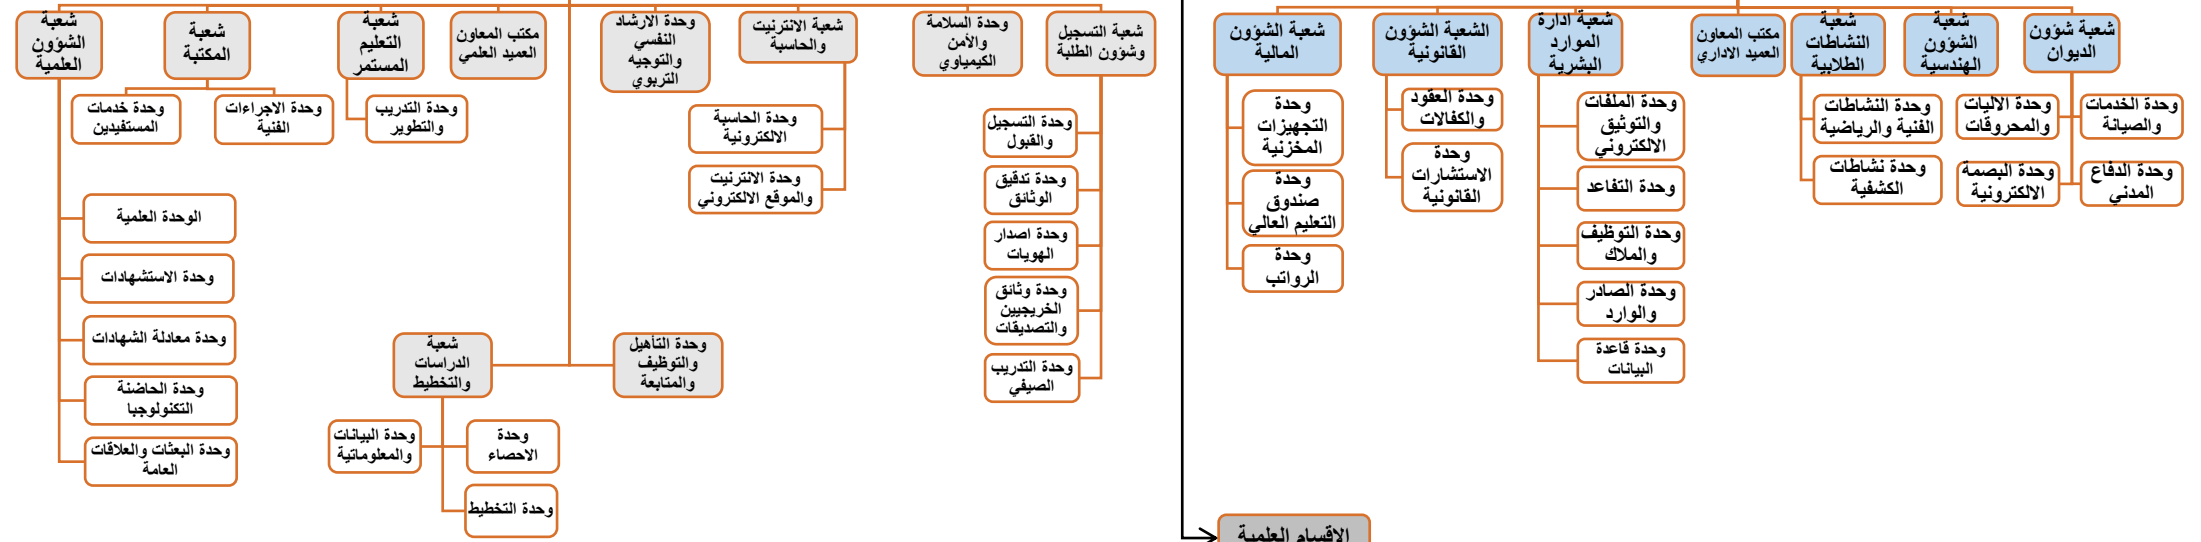 شعبة شؤون
الديوان
وحدة الخدمات
والصيانة
وحدة الاليات
والمحروقات
وحدة الدفاع
المدني
وحدة البصمة
الالكترونية
شعبة
الشؤون
الهندسية
شعبة
النشاطات
الطلابية
وحدة النشاطات
الفنية والرياضية
وحدة نشاطات
الكشفية
مكتب المعاون
العميد الاداري
شعبة ادارة
الموارد
البشرية
وحدة الملفات
والتوثيق
الالكتروني
وحدة التفاعد
وحدة التوظيف
والملاك
وحدة الصادر
والوارد
وحدة قاعدة
البيانات
الشعبة الشؤون
القانونية
وحدة العقود
والكفالات
وحدة
الاستشارات
القانونية
شعبة الشؤون
المالية
وحدة
التجهيزات
المخزنية
وحدة
صندوق
التعليم العالي
وحدة
الرواتب
شعبة التسجيل
وشؤون الطلبة
وحدة التسجيل
والقبول
وحدة تدقيق
الوثائق
وحدة اصدار
الهويات
وحدة وثائق
الخريجيين
والتصديقات
وحدة التدريب
الصيفي
وحدة السلامة
والأمن
الكيمياوي
شعبة الانترنيت
والحاسبة
وحدة الحاسبة
الالكترونية
وحدة الانترنيت
والموقع الالكتروني
وحدة الارشاد
النفسي
والتوجيه
التربوي
مكتب المعاون
العميد العلمي
شعبة
التعليم
المستمر
وحدة التدريب
والتطوير
شعبة
المكتبة
وحدة الاجراءات
الفنية
وحدة خدمات
المستفيدين
شعبة
الشؤون
العلمية
الوحدة العلمية
وحدة الاستشهادات
وحدة معادلة الشهادات
وحدة الحاضنة
التكنولوجيا
وحدة البعثات والعلاقات
العامة
وحدة التأهيل
والتوظيف
والمتابعة
شعبة
الدراسات
والتخطيط
وحدة
الاحصاء
وحدة البيانات
والمعلوماتية
وحدة التخطيط
الاقسام العلمية